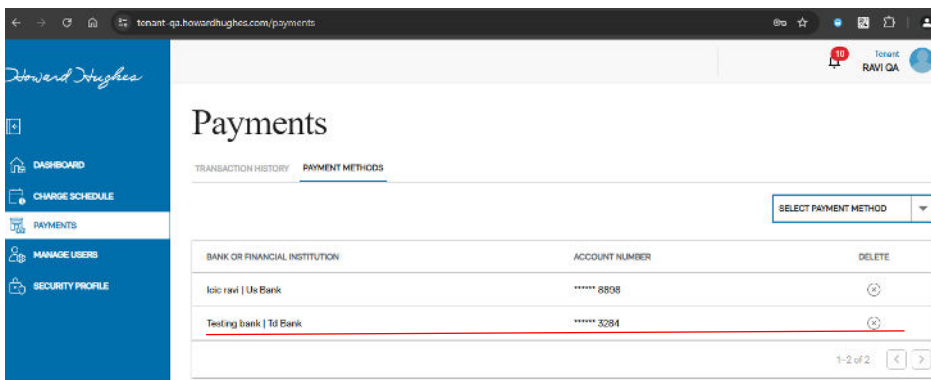 tenant-qa.howardhughes.com/payments
10
Tenant
RAVI QA
Howard Hughes
Payments
DASHBOARD
TRANSACTION HISTORY PAYMENT METHODS
CHARGE SCHEDULE
SELECT PAYMENT METHOD
PAYMENTS
MANAGE USERS
BANK OR FINANCIAL INSTITUTION ACCOUNT NUMBER DELETE
SECURITY PROFILE
Icic ravi | Us Bank ****** 8898
Testing bank | Td Bank ****** 3284
1-2 of 2